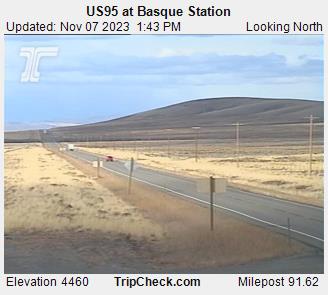 US95 at Basque Station
Updated: Nov 07 2023 1:43 PM Looking North
Elevation 4460 TripCheck.com Milepost 91.62